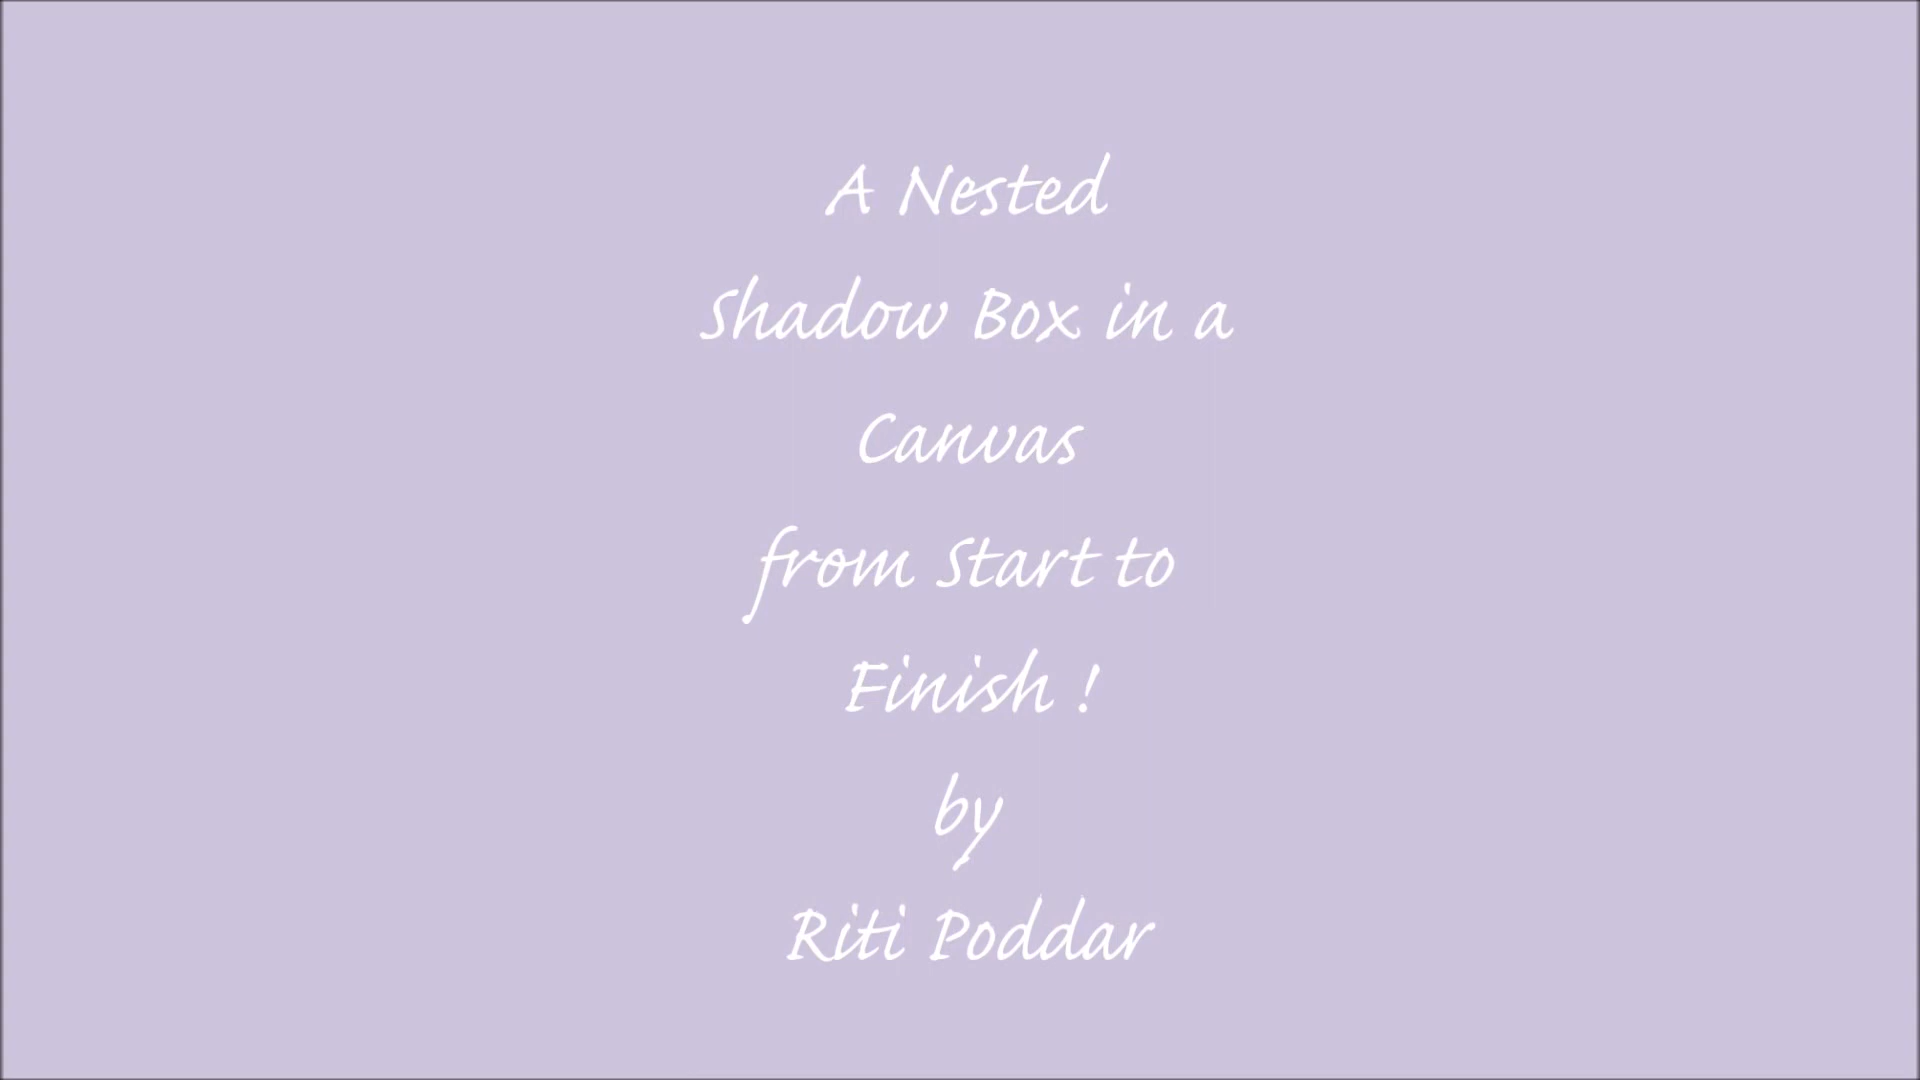 A Nested
Shadow Box in a
Canvas
from Start to
Finish !
by
Riti Poddar